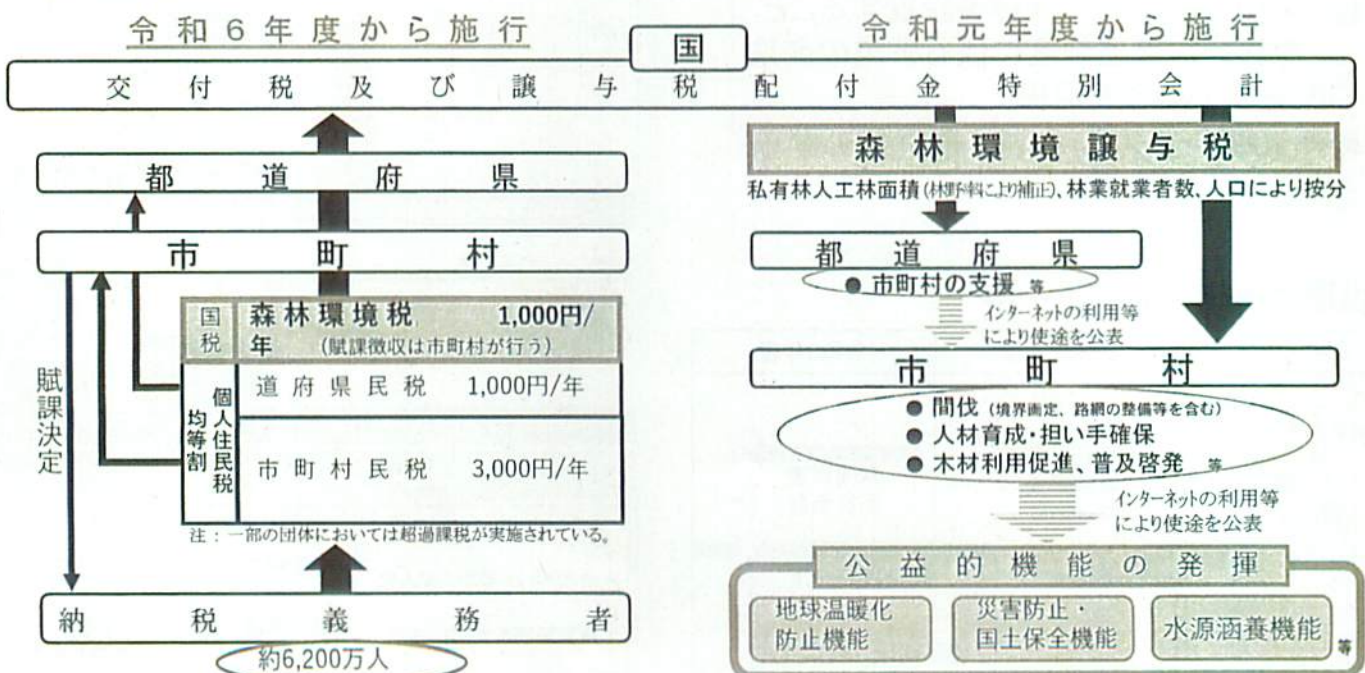 令和6年度から施行
国
令和元年度から施行
交付税及び譲与税配付金特別会計
都道府県
市町村
国税
森林環境税 1,000円/
年 (賦課徴収は市町村が行う)
個人住民税
均等割
道府県民税 1,000円/年
市町村民税 3,000円/年
賦課決定
注：一部の団体においては超過課税が実施されている。
納税義務者
約6,200万人
森林環境譲与税
私有林人工林面積(林野率により補正)、林業就業者数、人口により按分
都道府県
● 市町村の支援 等
インターネットの利用等
により使途を公表
市町村
● 間伐 (境界画定、路網の整備等を含む)
● 人材育成・担い手確保
● 木材利用促進、普及啓発 等
インターネットの利用等
により使途を公表
公益的機能の発揮
地球温暖化
防止機能
災害防止・
国土保全機能
水源涵養機能
等